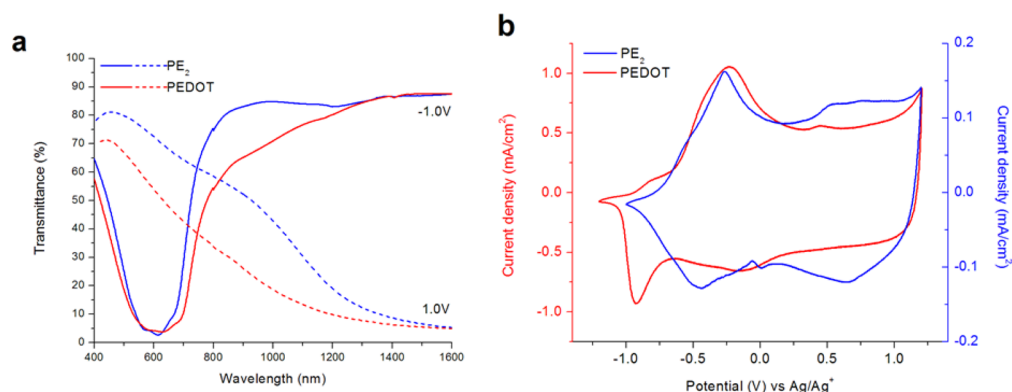 a
PE2
PEDOT
-1.0V
1.0V
Transmittance (%)
100
90
80
70
60
50
40
30
20
10
0
400
600
800
1000
1200
1400
1600
Wavelength (nm)
b
PE2
PEDOT
Current density (mA/cm2)
1.0
0.5
0.0
-0.5
-1.0
0.2
0.1
0.0
-0.1
-0.2
Current density (mA/cm2)
-1.0
-0.5
0.0
0.5
1.0
Potential (V) vs Ag/Ag+